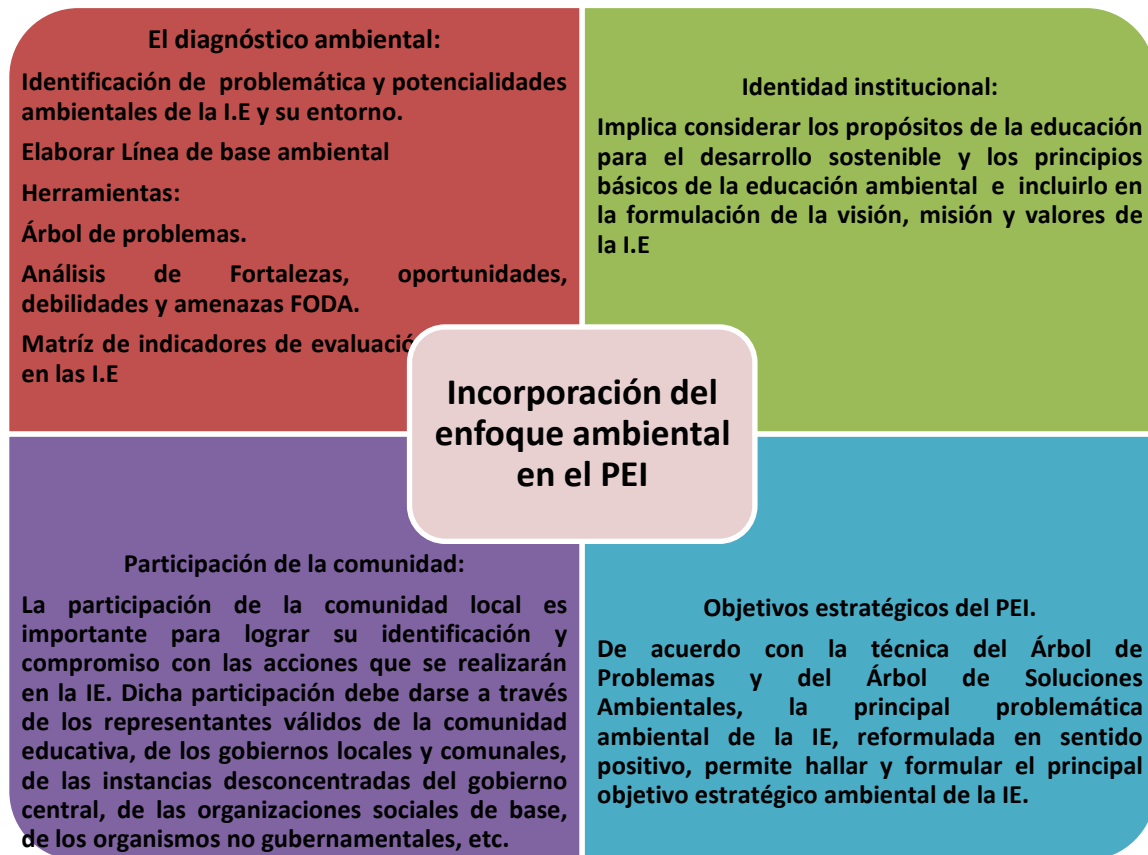 El diagnóstico ambiental:
Identificación de problemática y potencialidades
ambientales de la I.E y su entorno.
Elaborar Línea de base ambiental
Herramientas:
Árbol de problemas.
Análisis de Fortalezas, oportunidades,
debilidades y amenazas FODA.
Matríz de indicadores de evaluació
en las I.E
Identidad institucional:
Implica considerar los propósitos de la educación
para el desarrollo sostenible y los principios
básicos de la educación ambiental e incluirlo en
la formulación de la visión, misión y valores de
la I.E
Incorporación del
enfoque ambiental
en el PEI
Participación de la comunidad:
La participación de la comunidad local es
importante para lograr su identificación y
compromiso con las acciones que se realizarán
en la IE. Dicha participación debe darse a través
de los representantes válidos de la comunidad
educativa, de los gobiernos locales y comunales,
de las instancias desconcentradas del gobierno
central, de las organizaciones sociales de base,
de los organismos no gubernamentales, etc.
Objetivos estratégicos del PEI.
De acuerdo con la técnica del Árbol de
Problemas y del Árbol de Soluciones
Ambientales, la principal problemática
ambiental de la IE, reformulada en sentido
positivo, permite hallar y formular el principal
objetivo estratégico ambiental de la IE.